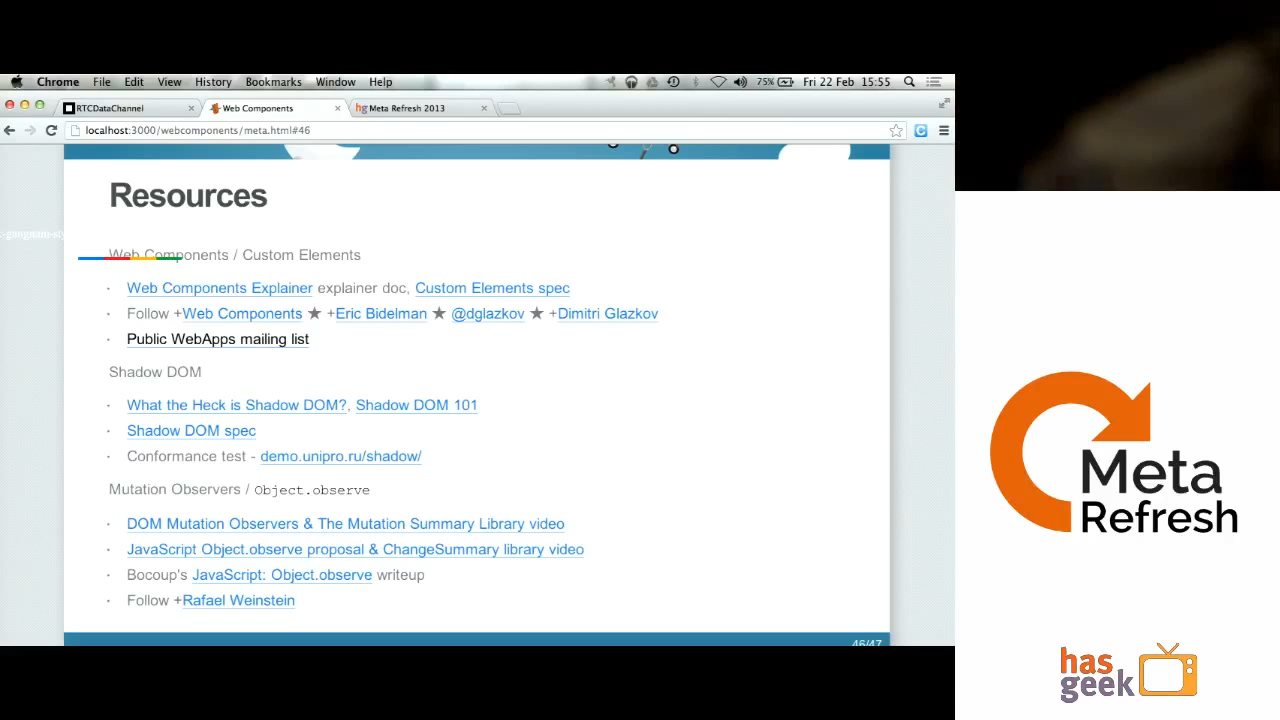 Chrome File Edit View History Bookmarks Window Help 75% Fri 22 Feb 15:55
RTCDataChannel Web Components hg Meta Refresh 2013
localhost:3000/webcomponents/meta.html#46
Resources
Web Components / Custom Elements
· Web Components Explainer explainer doc, Custom Elements spec
· Follow +Web Components ★ +Eric Bidelman ★ @dglazkov ★ +Dimitri Glazkov
· Public WebApps mailing list
Shadow DOM
· What the Heck is Shadow DOM?, Shadow DOM 101
· Shadow DOM spec
· Conformance test - demo.unipro.ru/shadow/
Mutation Observers / Object.observe
· DOM Mutation Observers & The Mutation Summary Library video
· JavaScript Object.observe proposal & ChangeSummary library video
· Bocoup's JavaScript: Object.observe writeup
· Follow +Rafael Weinstein
46/47
Meta
Refresh
has
geek